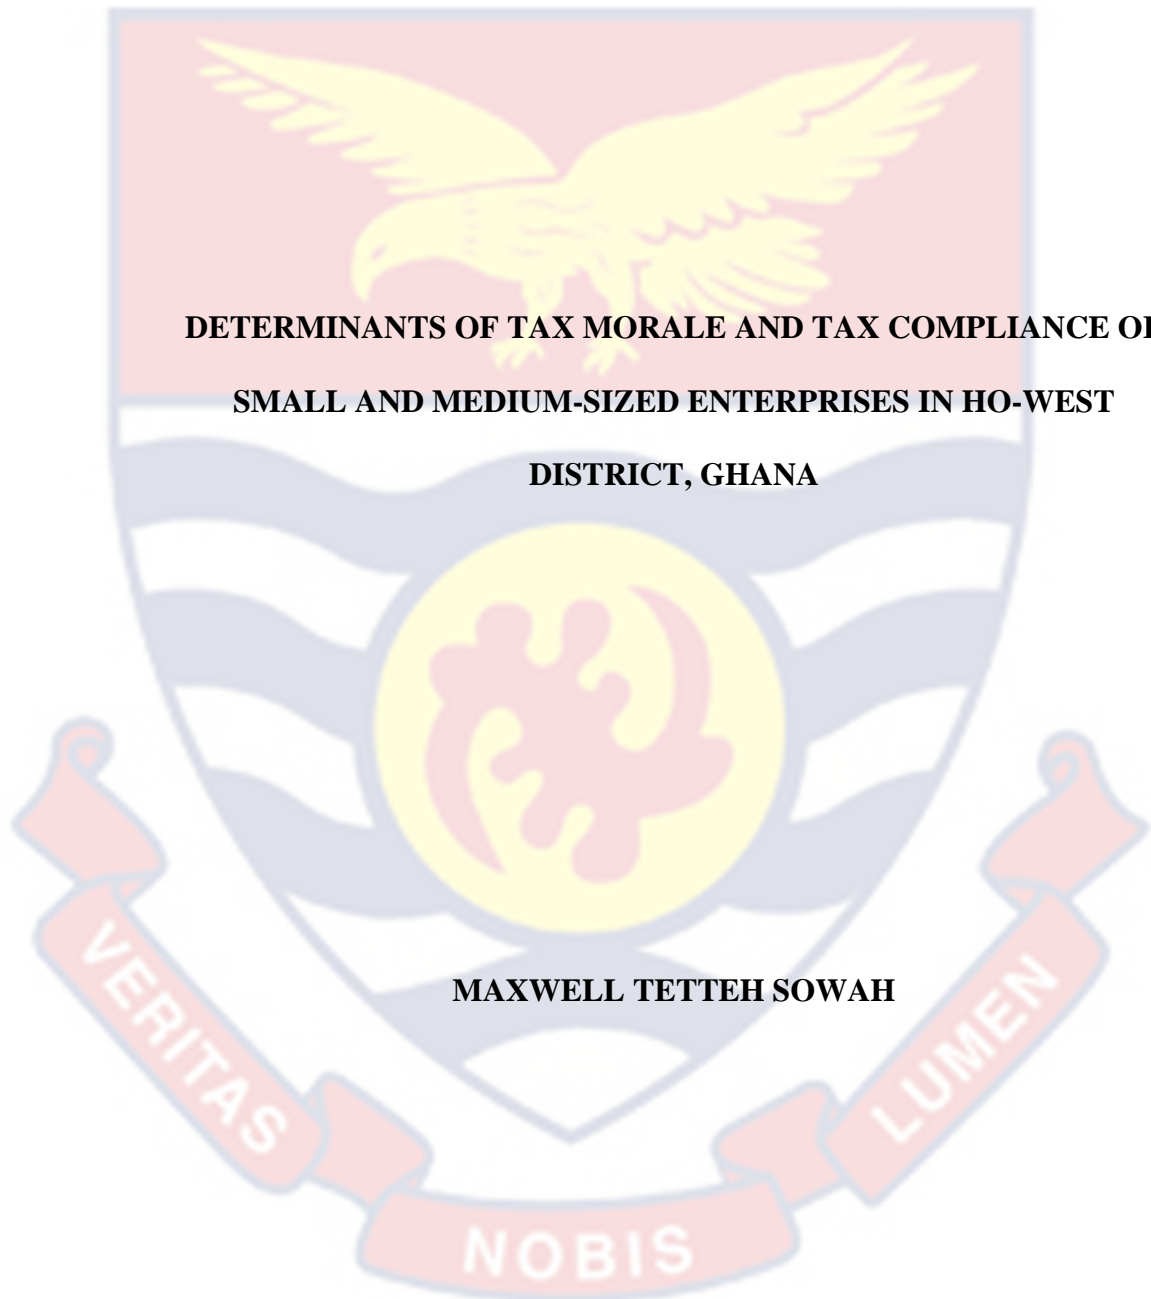 DETERMINANTS OF TAX MORALE AND TAX COMPLIANCE OF
SMALL AND MEDIUM-SIZED ENTERPRISES IN HO-WEST
DISTRICT, GHANA
MAXWELL TETTEH SOWAH
VERITAS
NOBIS
LUMEN